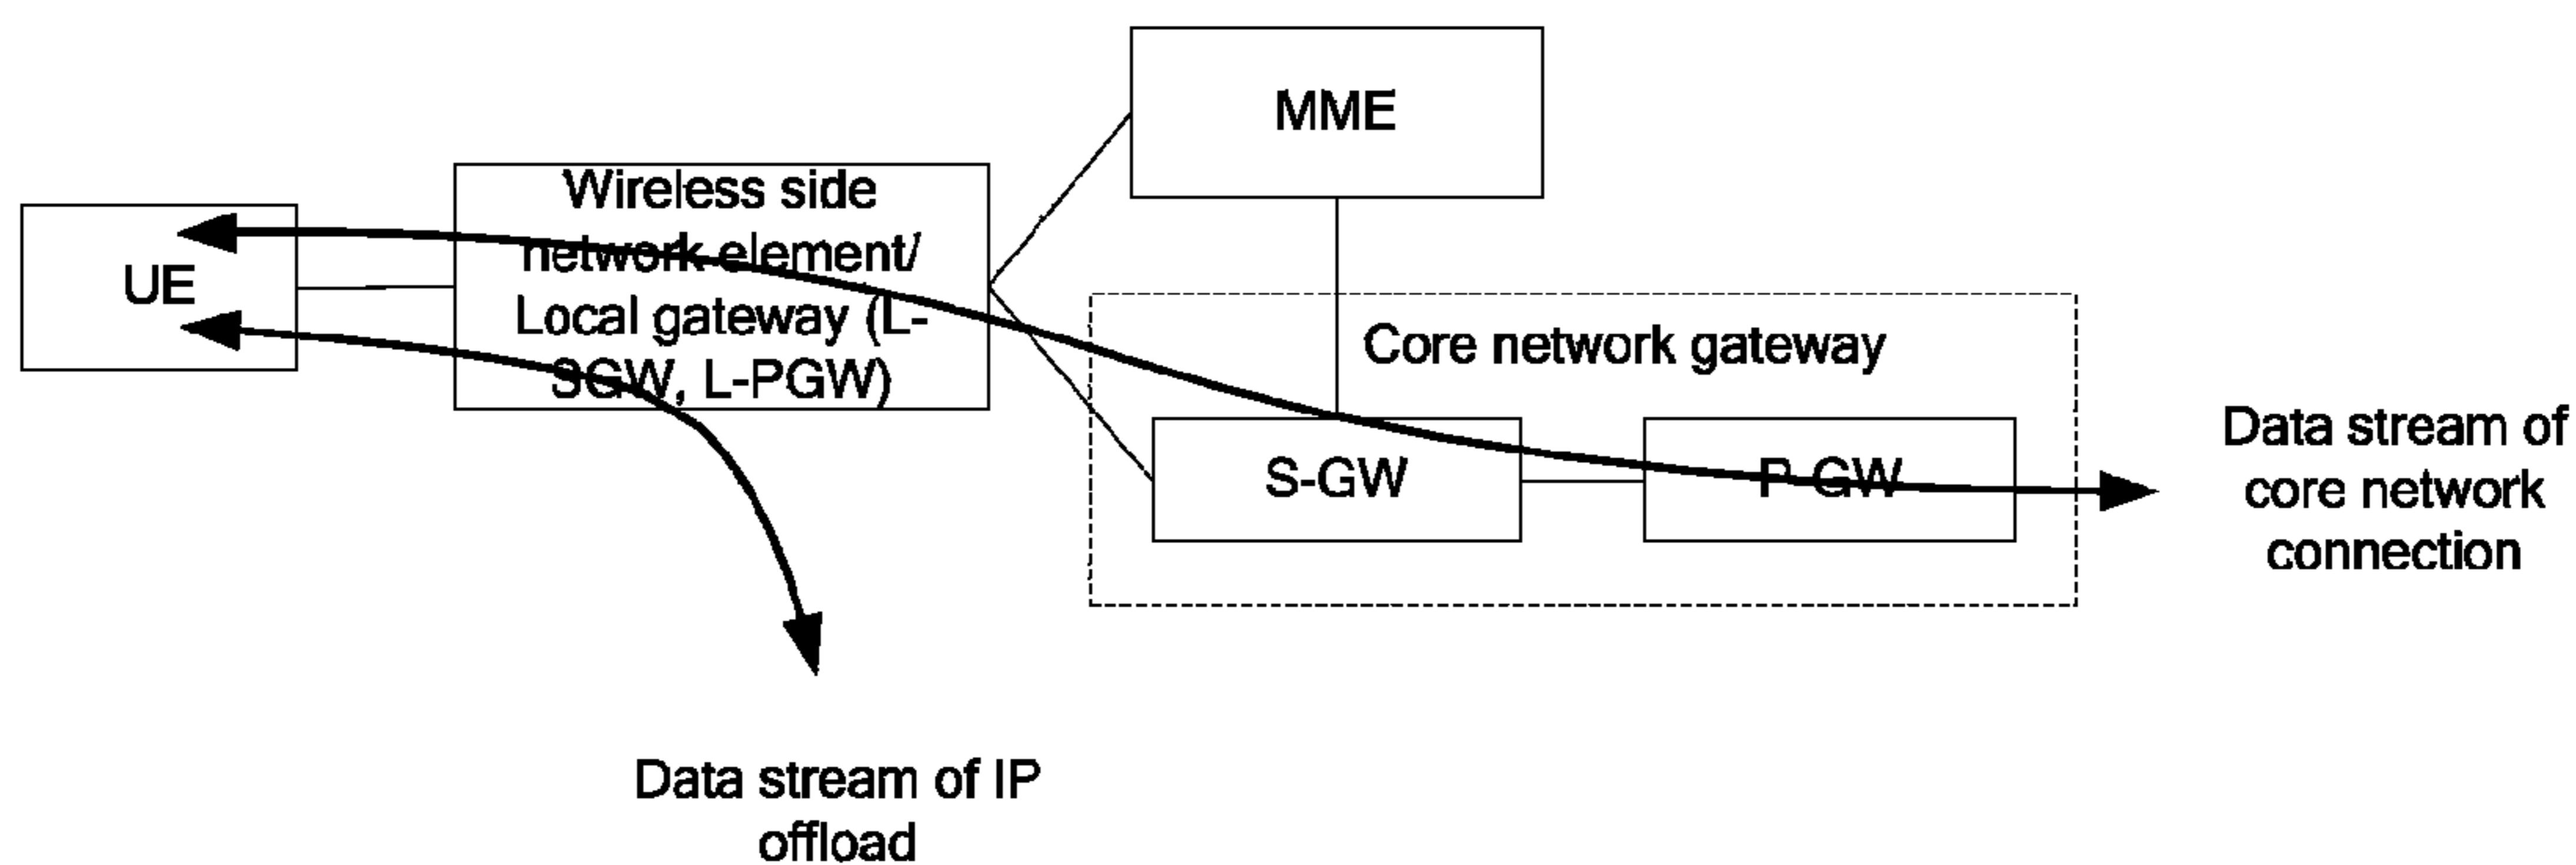 MME
Wireless side
network element/
Local gateway (L-
SGW, L-PGW)
UE
Core network gateway
S-GW
P-GW
Data stream of
core network
connection
Data stream of IP
offload